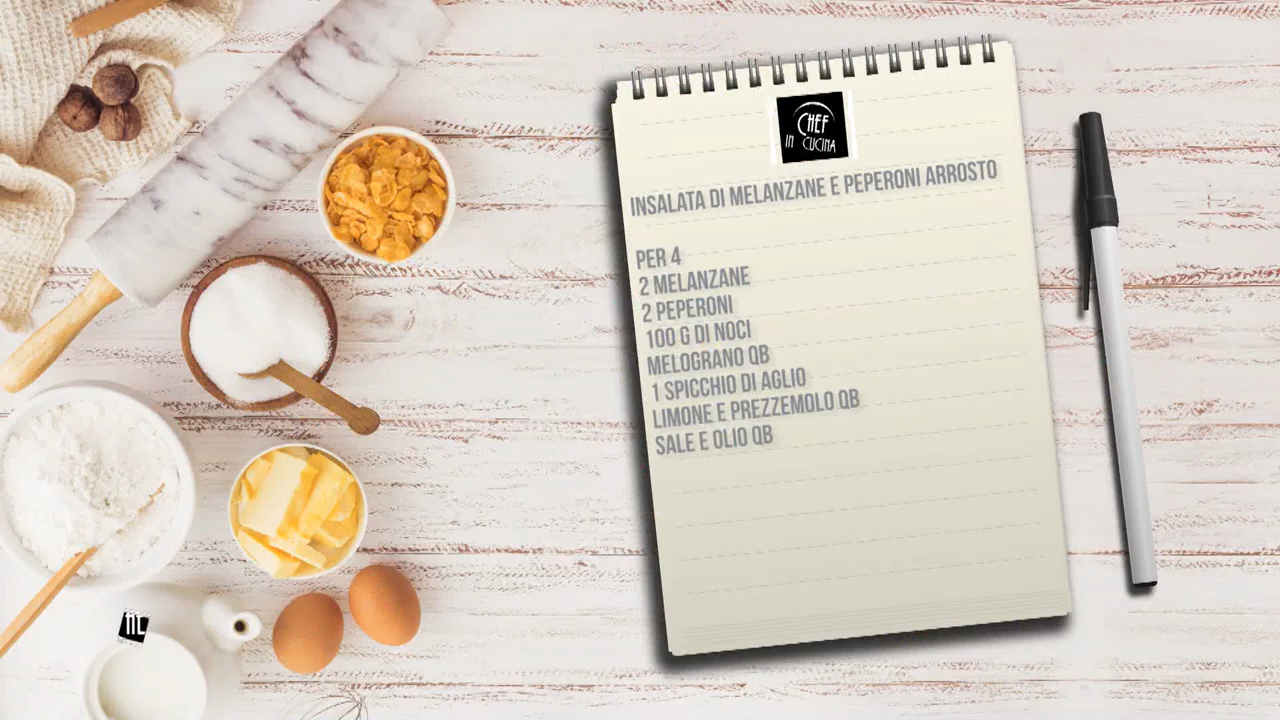 CHEF
IN CUCINA
INSALATA DI MELANZANE E PEPERONI ARROSTO
PER 4
2 MELANZANE
2 PEPERONI
100 G DI NOCI
MELOGRANO QB
1 SPICCHIO DI AGLIO
LIMONE E PREZZEMOLO QB
SALE E OLIO QB